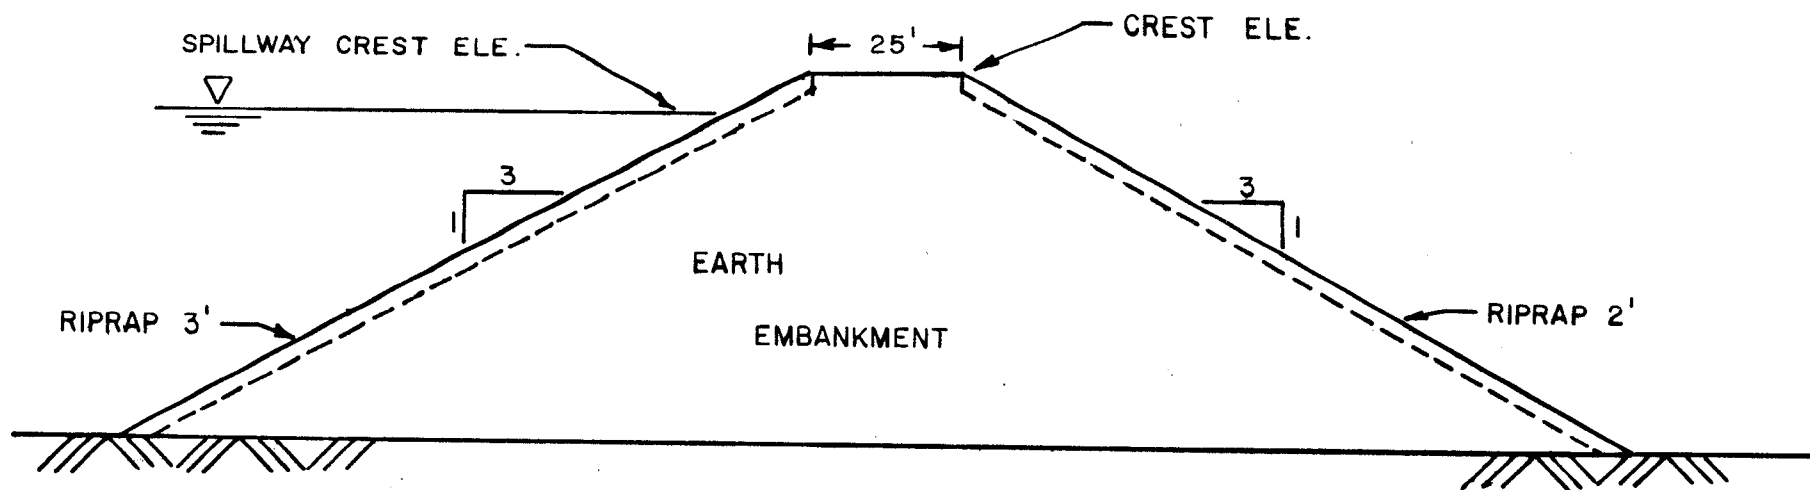 SPILLWAY CREST ELE.
25'
CREST ELE.
3
1
3
1
EARTH
EMBANKMENT
RIPRAP 3'
RIPRAP 2'